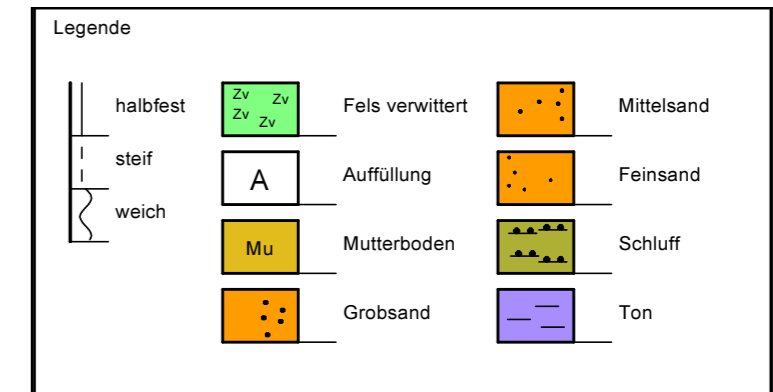 Legende
halbfest
steif
weich
Zv Zv
Zv Zv
Fels verwittert
A
Auffüllung
Mu
Mutterboden
Grobsand
Mittelsand
Feinsand
Schluff
Ton